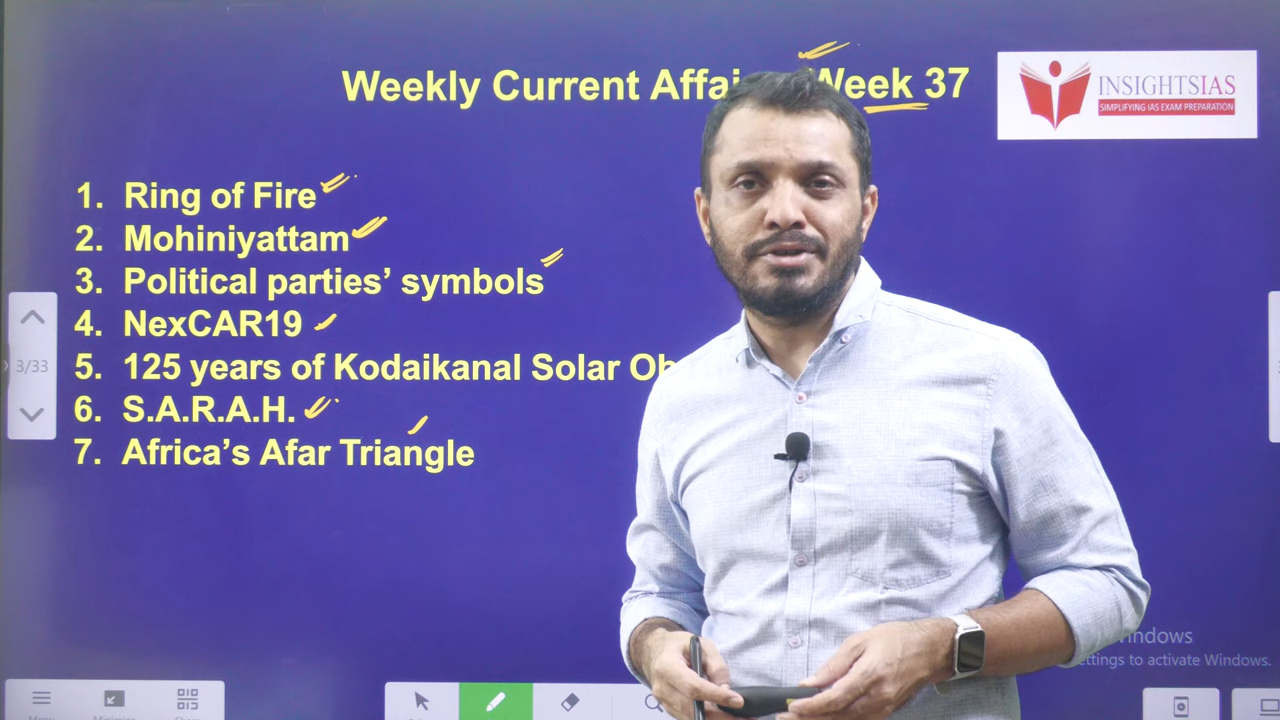 Weekly Current Affai Week 37
INSIGHTSIAS
SIMPLIFYING IAS EXAM PREPARATION
1. Ring of Fire
2. Mohiniyattam
3. Political parties’ symbols
4. NexCAR19
5. 125 years of Kodaikanal Solar Ob
6. S.A.R.A.H.
7. Africa’s Afar Triangle
3/33
Windows
ettings to activate Windows.